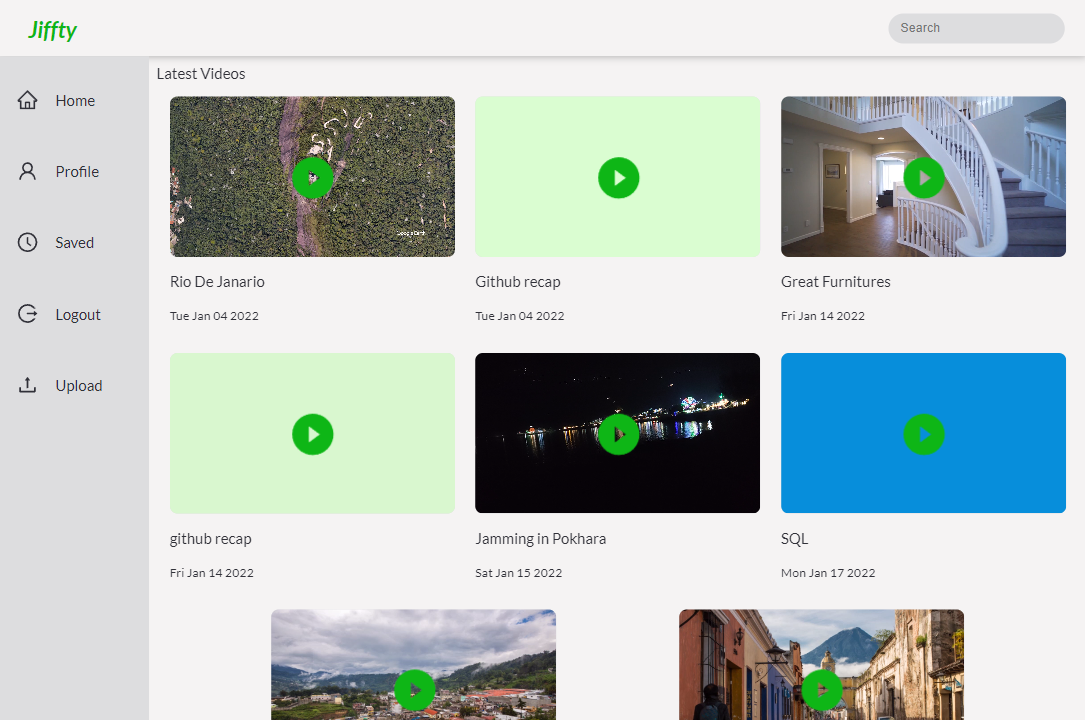 Jiffty
Search
Latest Videos
Home
Profile
Saved
Logout
Upload
Google Earth
Rio De Janario
Tue Jan 04 2022
Github recap
Tue Jan 04 2022
Great Furnitures
Fri Jan 14 2022
github recap
Fri Jan 14 2022
Jamming in Pokhara
Sat Jan 15 2022
SQL
Mon Jan 17 2022